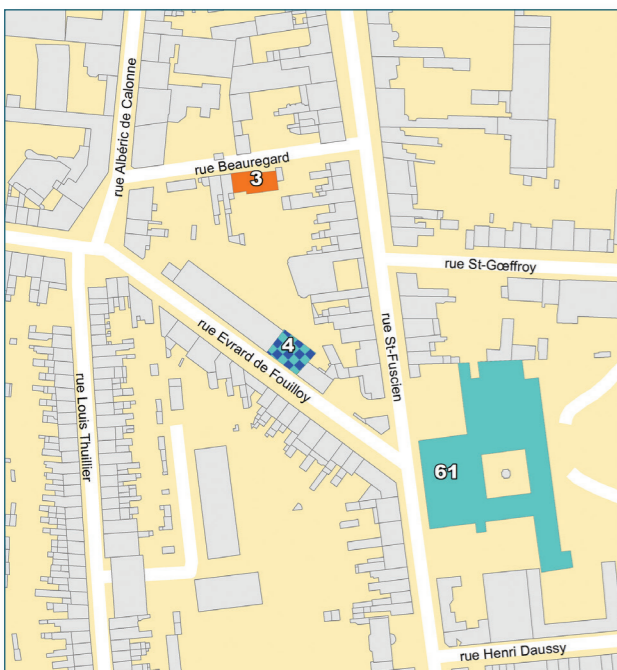 rue Albéric de Calonne
rue Beauregard
3
rue St-Gœffroy
4
rue Evrard de Fouilloy
rue St-Fuscien
rue Louis Thuillier
61
rue Henri Daussy